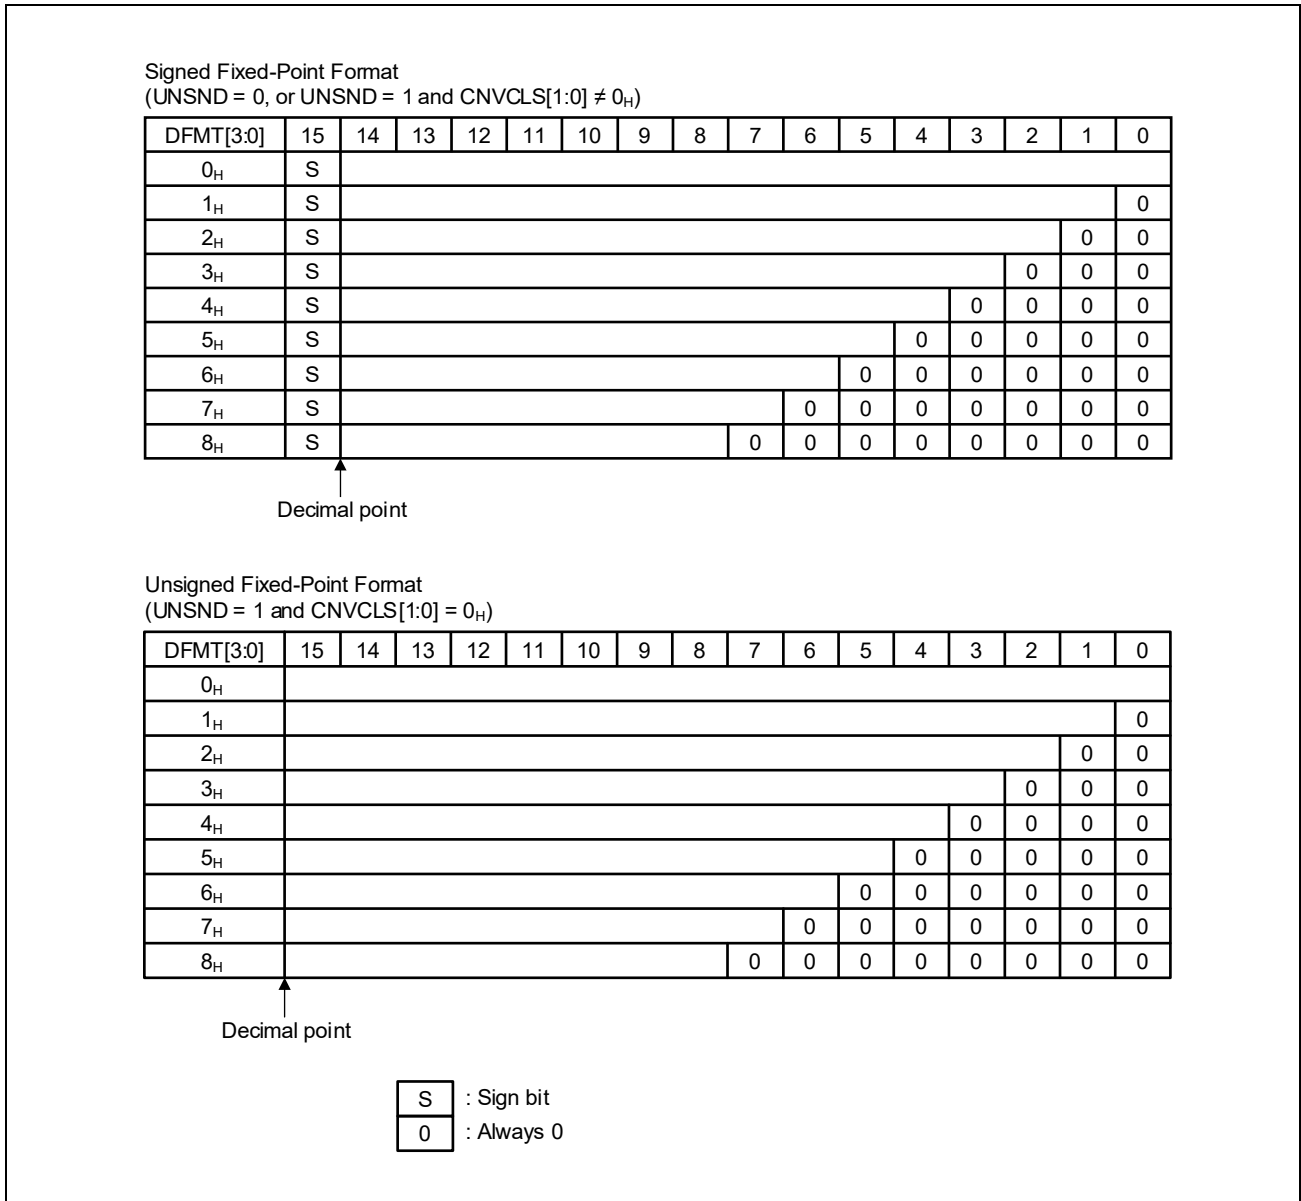 Signed Fixed-Point Format
(UNSND = 0, or UNSND = 1 and CNVCLS[1:0] ≠ 0H)
DFMT[3:0] 15 14 13 12 11 10 9 8 7 6 5 4 3 2 1 0
0H S
1H S 0
2H S 0 0
3H S 0 0 0
4H S 0 0 0 0
5H S 0 0 0 0 0
6H S 0 0 0 0 0 0
7H S 0 0 0 0 0 0 0
8H S 0 0 0 0 0 0 0 0
Decimal point
Unsigned Fixed-Point Format
(UNSND = 1 and CNVCLS[1:0] = 0H)
DFMT[3:0] 15 14 13 12 11 10 9 8 7 6 5 4 3 2 1 0
0H
1H 0
2H 0 0
3H 0 0 0
4H 0 0 0 0
5H 0 0 0 0 0
6H 0 0 0 0 0 0
7H 0 0 0 0 0 0 0
8H 0 0 0 0 0 0 0 0
Decimal point
S : Sign bit
0 : Always 0